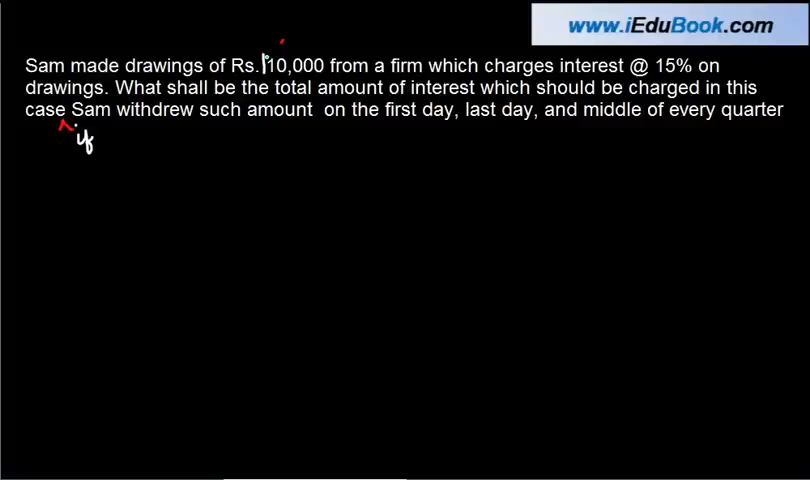 www.iEduBook.com
Sam made drawings of Rs. 10,000 from a firm which charges interest @ 15% on
drawings. What shall be the total amount of interest which should be charged in this
case Sam withdrew such amount on the first day, last day, and middle of every quarter
if